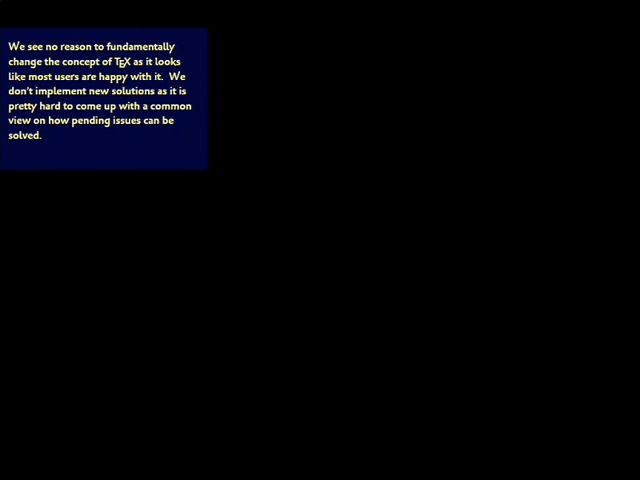 We see no reason to fundamentally
change the concept of TEX as it looks
like most users are happy with it. We
don't implement new solutions as it is
pretty hard to come up with a common
view on how pending issues can be
solved.